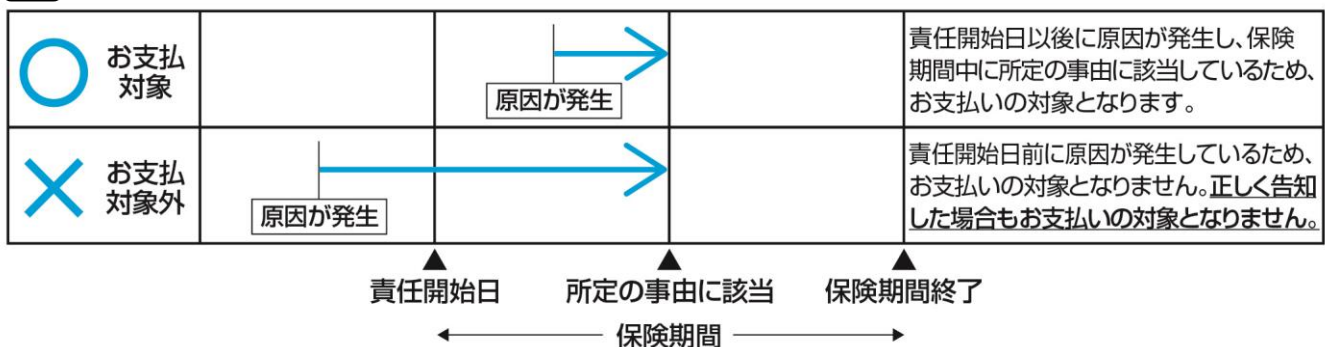 お支払
対象
原因が発生
責任開始日以後に原因が発生し、保険
期間中に所定の事由に該当しているため、
お支払いの対象となります。
お支払
対象外
原因が発生
責任開始日前に原因が発生しているため、
お支払いの対象となりません。正しく告知
した場合もお支払いの対象となりません。
責任開始日
所定の事由に該当
保険期間終了
保険期間